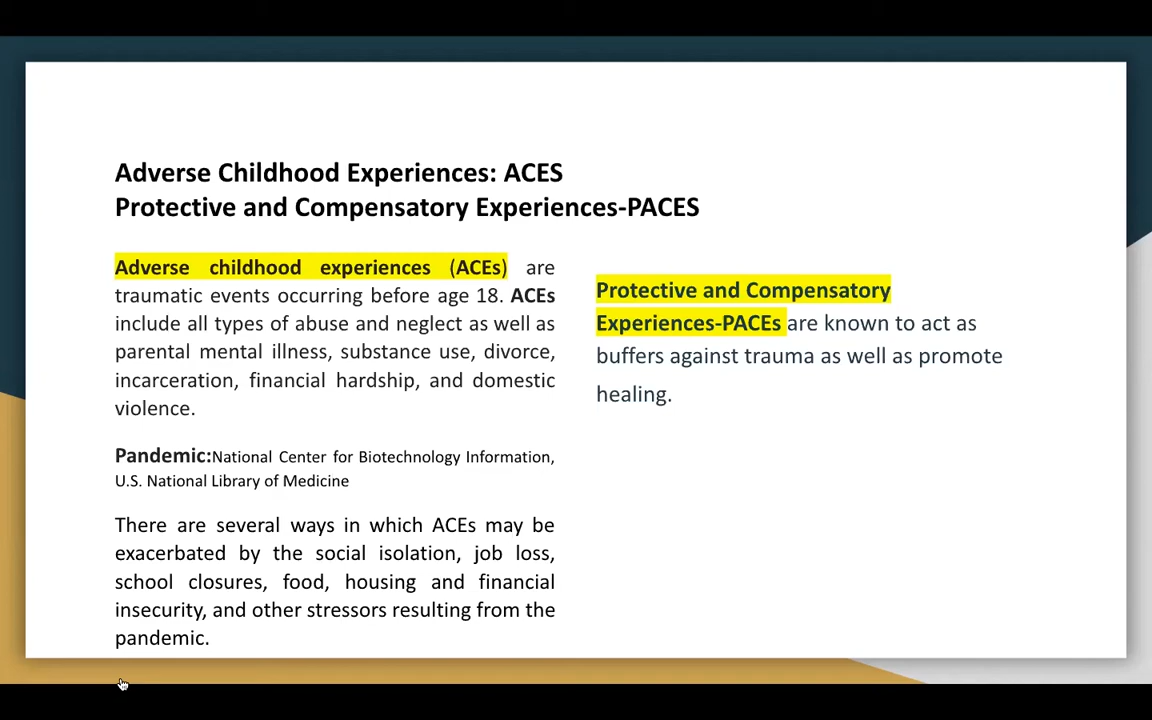 Adverse Childhood Experiences: ACES
Protective and Compensatory Experiences-PACES
Adverse childhood experiences (ACEs) are
traumatic events occurring before age 18. ACEs
include all types of abuse and neglect as well as
parental mental illness, substance use, divorce,
incarceration, financial hardship, and domestic
violence.
Pandemic:National Center for Biotechnology Information,
U.S. National Library of Medicine
There are several ways in which ACEs may be
exacerbated by the social isolation, job loss,
school closures, food, housing and financial
insecurity, and other stressors resulting from the
pandemic.
Protective and Compensatory
Experiences-PACEs are known to act as
buffers against trauma as well as promote
healing.